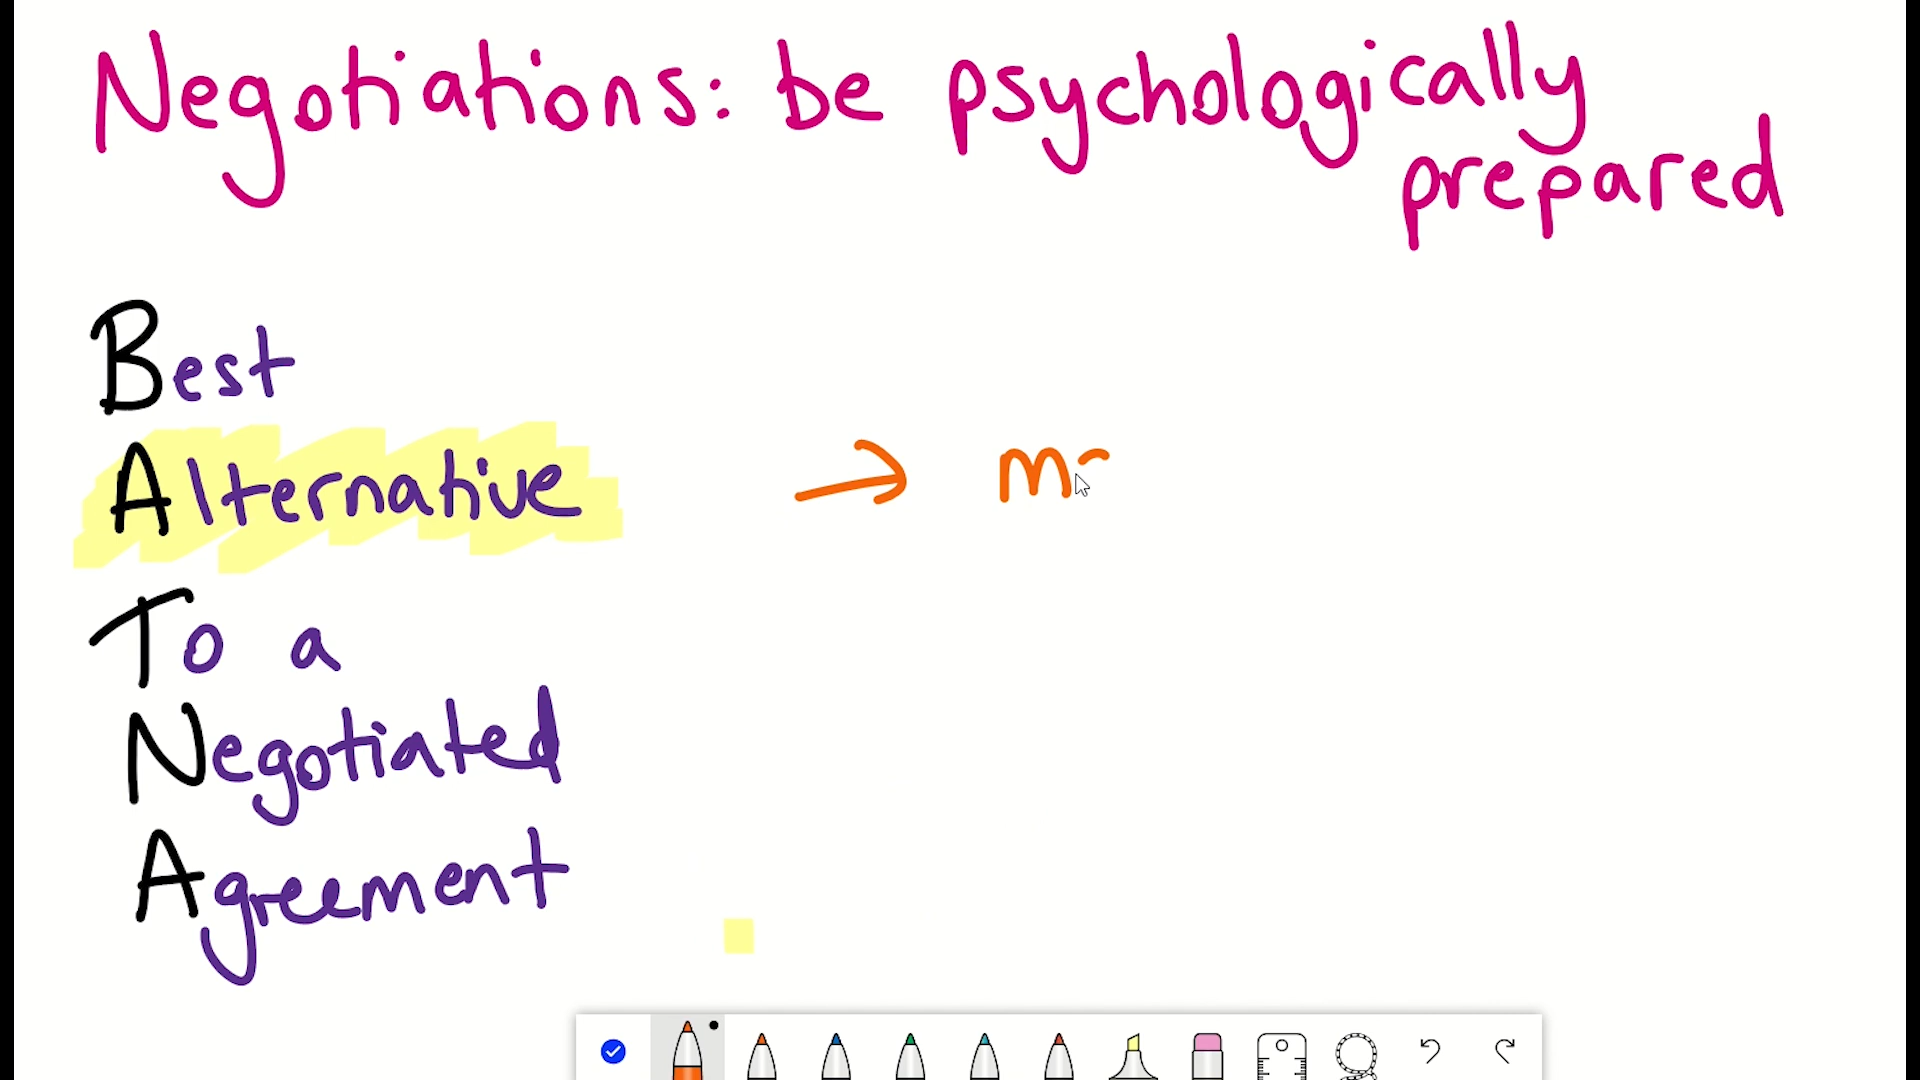 Negotiations: be psychologically
prepared
Best
Alternative → m
To a
Negotiated
Agreement